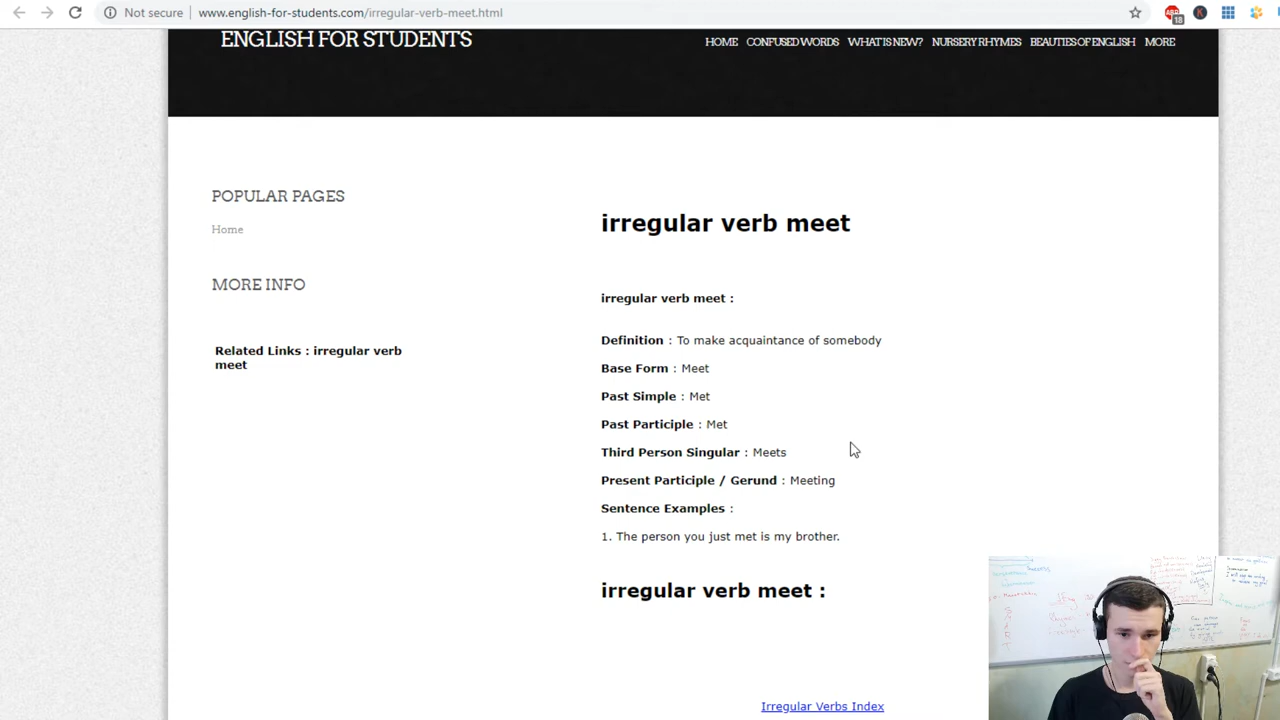 Not secure | www.english-for-students.com/irregular-verb-meet.html
18
K
ENGLISH FOR STUDENTS
HOME CONFUSED WORDS WHAT IS NEW? NURSERY RHYMES BEAUTIES OF ENGLISH MORE
POPULAR PAGES
Home
MORE INFO
Related Links : irregular verb
meet
irregular verb meet
irregular verb meet :
Definition : To make acquaintance of somebody
Base Form : Meet
Past Simple : Met
Past Participle : Met
Third Person Singular : Meets
Present Participle / Gerund : Meeting
Sentence Examples :
1. The person you just met is my brother.
irregular verb meet :
Irregular Verbs Index